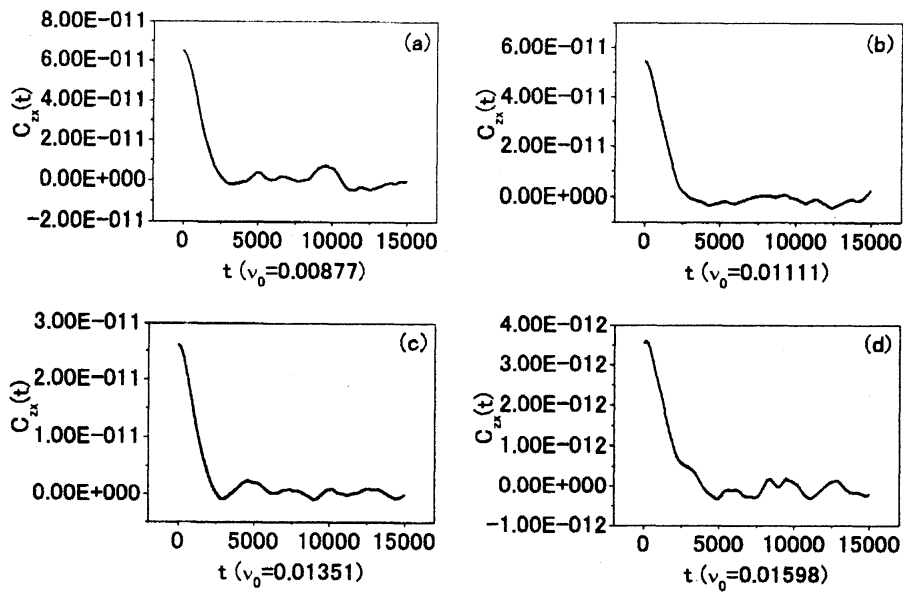 (a)
8.00E-011
6.00E-011
4.00E-011
2.00E-011
0.00E+000
-2.00E-011
C_zx(t)
0 5000 10000 15000
t (ν₀=0.00877)
(b)
6.00E-011
4.00E-011
2.00E-011
0.00E+000
C_zx(t)
0 5000 10000 15000
t (ν₀=0.01111)
(c)
3.00E-011
2.00E-011
1.00E-011
0.00E+000
C_zx(t)
0 5000 10000 15000
t (ν₀=0.01351)
(d)
4.00E-012
3.00E-012
2.00E-012
1.00E-012
0.00E+000
-1.00E-012
C_zx(t)
0 5000 10000 15000
t (ν₀=0.01598)